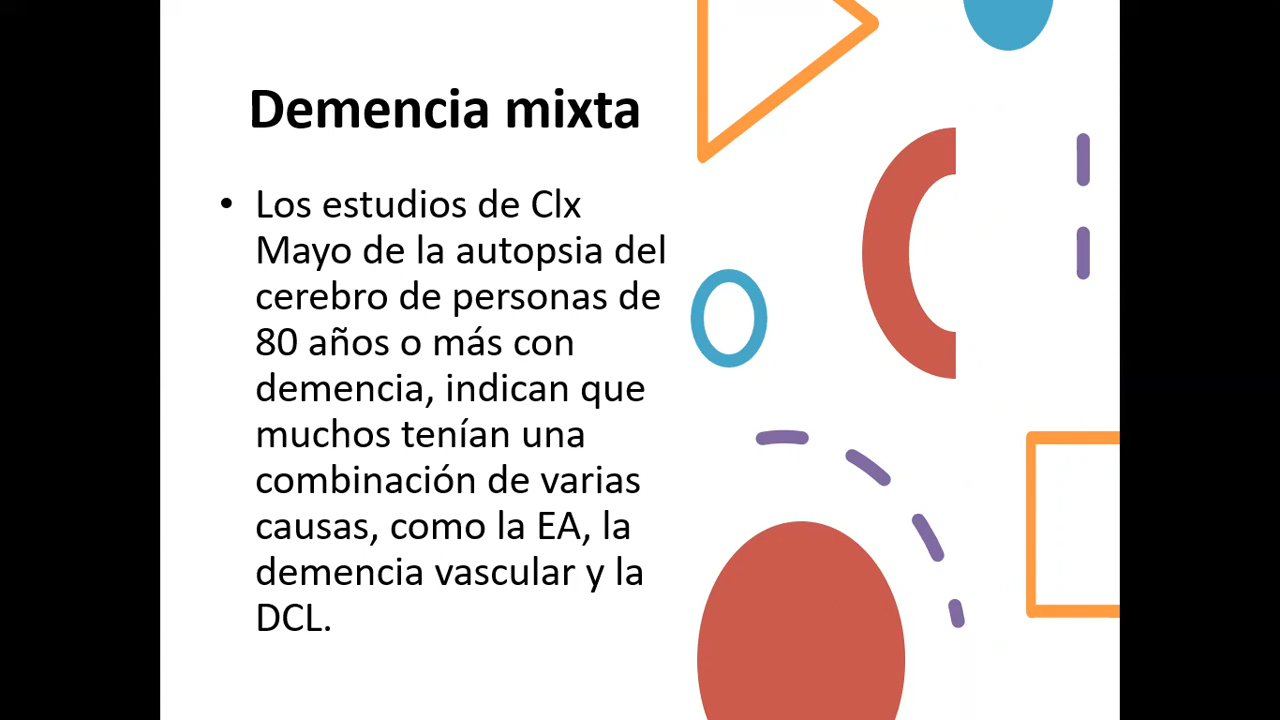 Demencia mixta
• Los estudios de Clx
Mayo de la autopsia del
cerebro de personas de
80 años o más con
demencia, indican que
muchos tenían una
combinación de varias
causas, como la EA, la
demencia vascular y la
DCL.